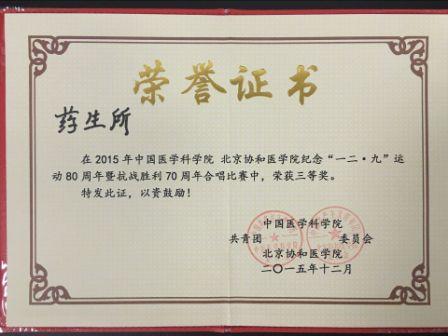 荣誉证书
药生所
在2015年中国医学科学院 北京协和医学院纪念“一二·九”运
动80周年暨抗战胜利70周年合唱比赛中，荣获三等奖。
特发此证，以资鼓励！
中国医学科学院
共青团 委员会
北京协和医学院
二〇一五年十二月